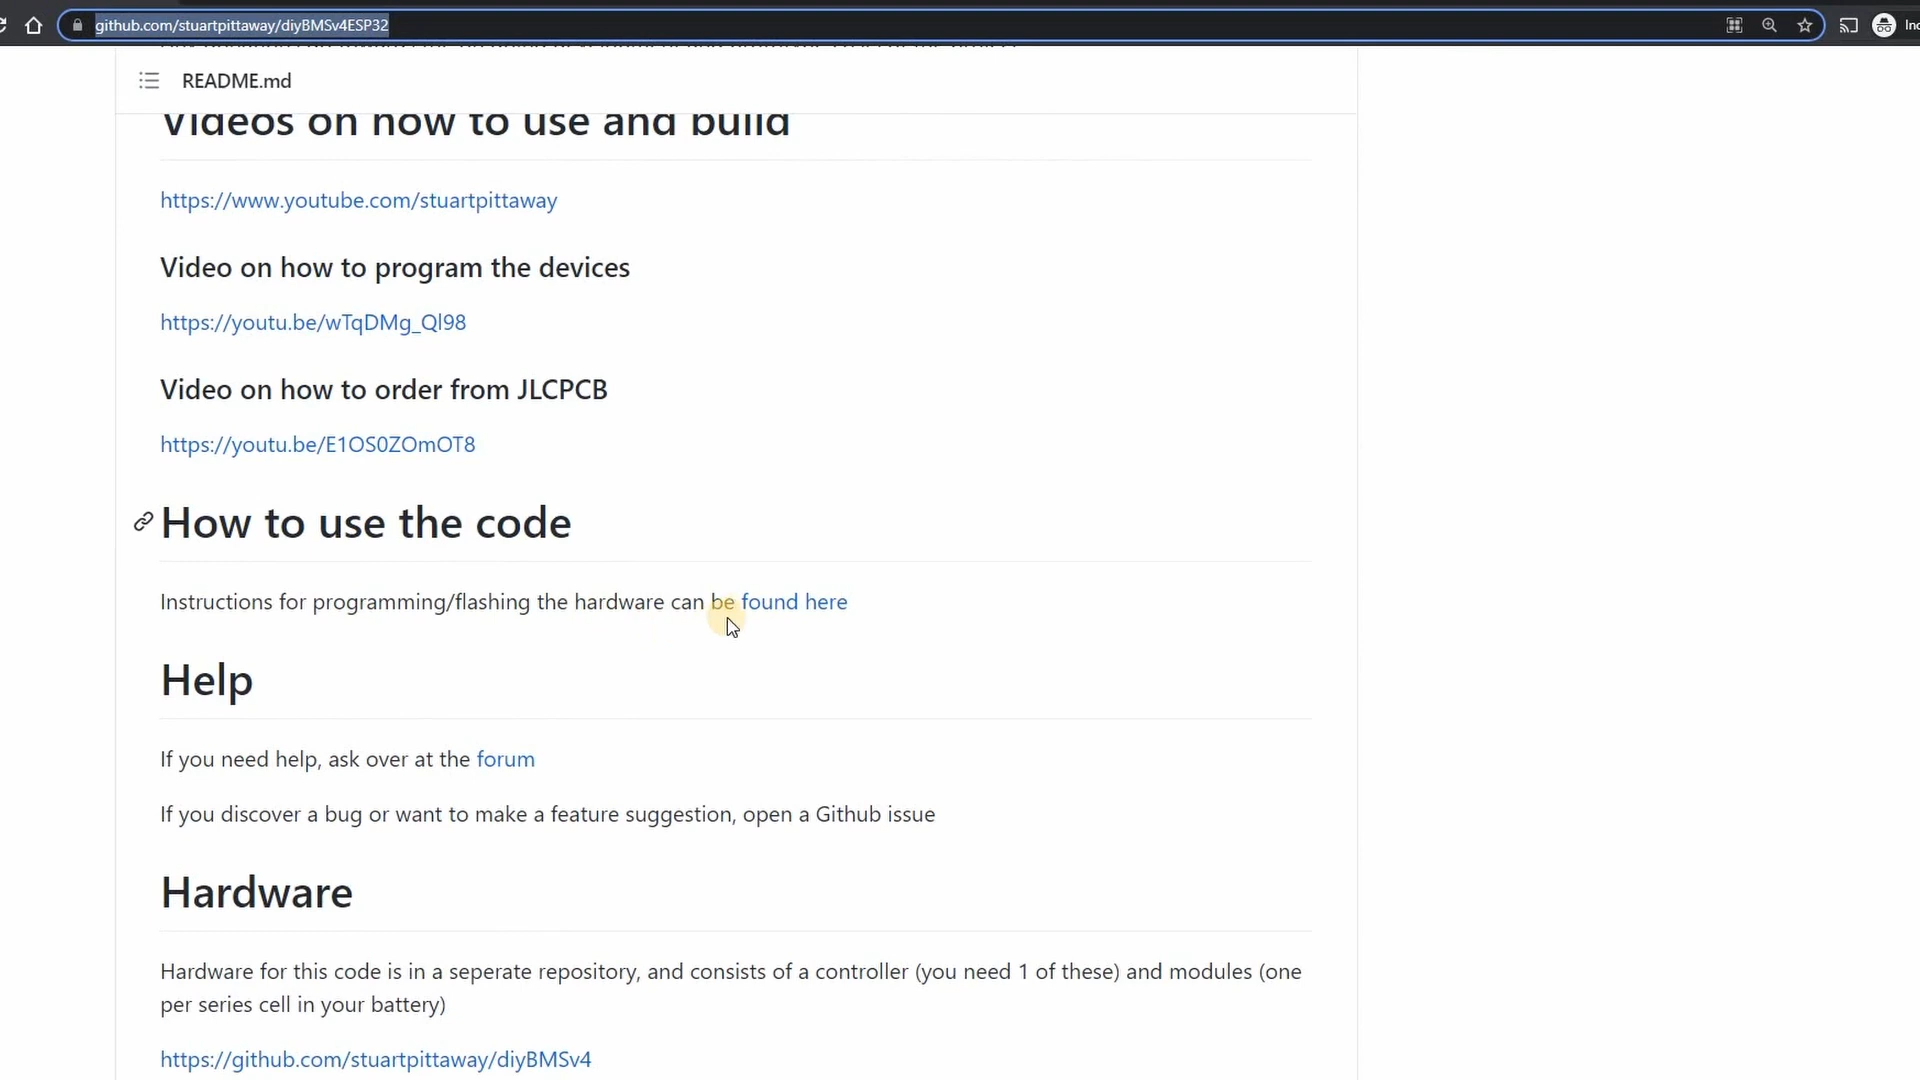 github.com/stuartpittaway/diyBMSv4ESP32
README.md
Videos on how to use and build
https://www.youtube.com/stuartpittaway
Video on how to program the devices
https://youtu.be/wTqDMg_Ql98
Video on how to order from JLCPCB
https://youtu.be/E1OS0ZOmOT8
How to use the code
Instructions for programming/flashing the hardware can be found here
Help
If you need help, ask over at the forum
If you discover a bug or want to make a feature suggestion, open a Github issue
Hardware
Hardware for this code is in a seperate repository, and consists of a controller (you need 1 of these) and modules (one
per series cell in your battery)
https://github.com/stuartpittaway/diyBMSv4